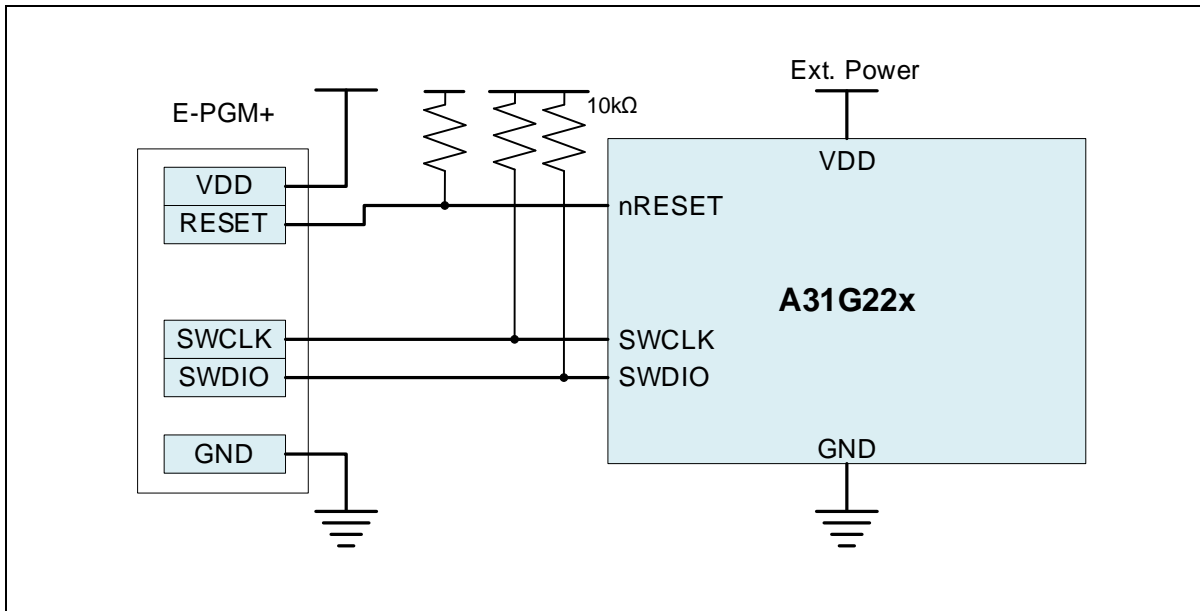 Ext. Power
E-PGM+
10kΩ
VDD
VDD
RESET
nRESET
A31G22x
SWCLK
SWCLK
SWDIO
SWDIO
GND
GND